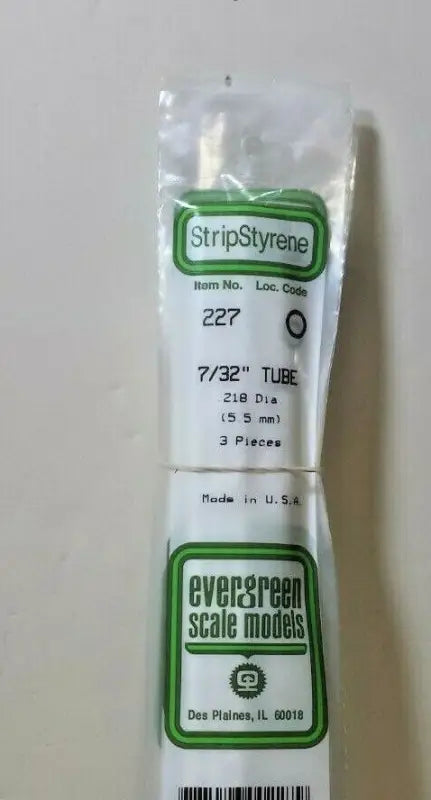 StripStyrene
Item No. Loc. Code
227
7/32" TUBE
.218 Dia
(5.5 mm)
3 Pieces
Made in U.S.A.
evergreen
scale models
Des Plaines, IL 60018